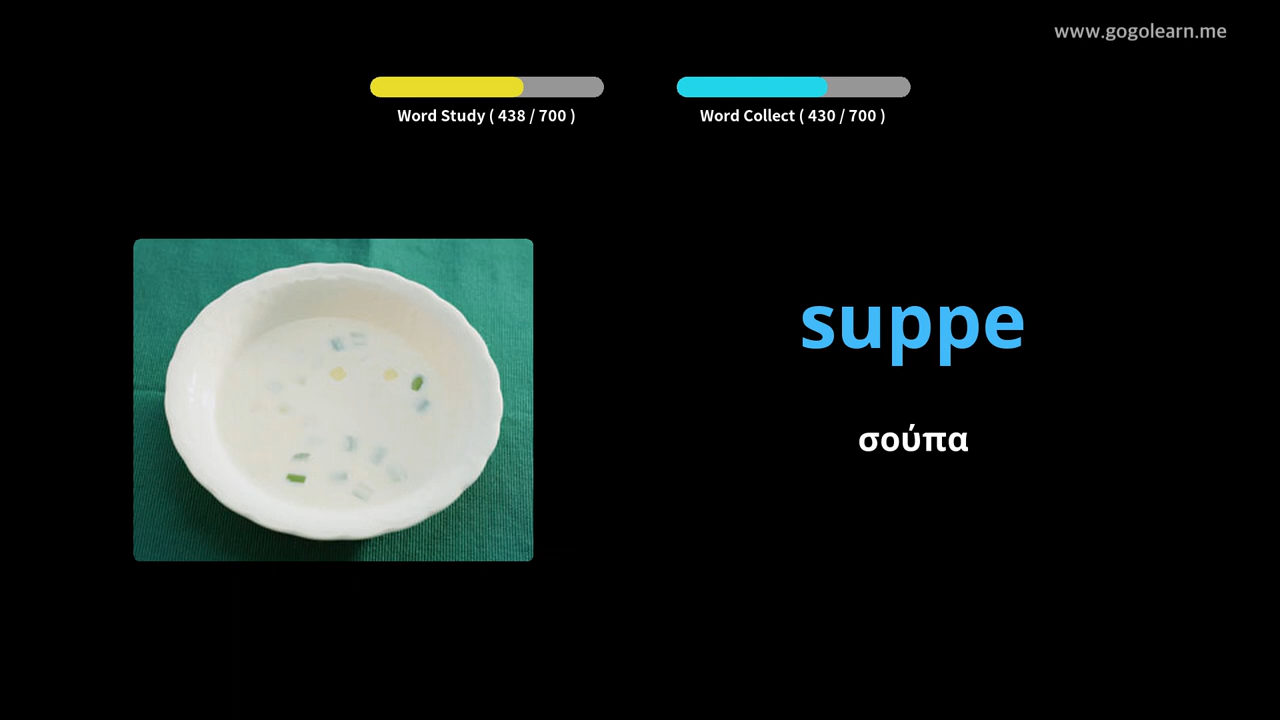 www.gogolearn.me
Word Study ( 438 / 700 )
Word Collect ( 430 / 700 )
suppe
σούπα